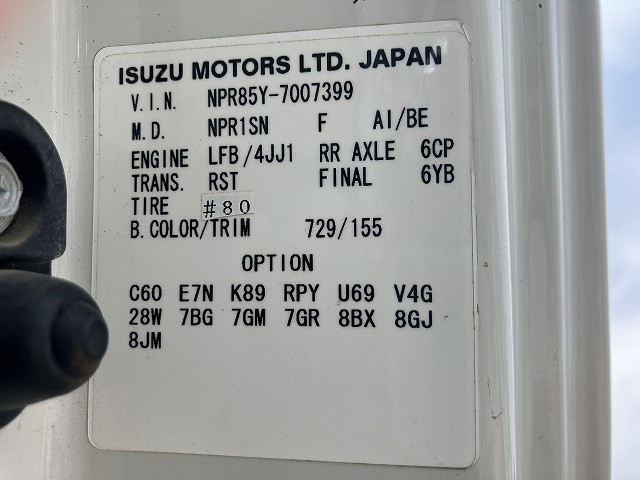 ISUZU MOTORS LTD. JAPAN
V.I.N. NPR85Y-7007399
M.D. NPR1SN F AI/BE
ENGINE LFB/4JJ1 RR AXLE 6CP
TRANS. RST FINAL 6YB
TIRE #80
B.COLOR/TRIM 729/155
OPTION
C60 E7N K89 RPY U69 V4G
28W 7BG 7GM 7GR 8BX 8GJ
8JM